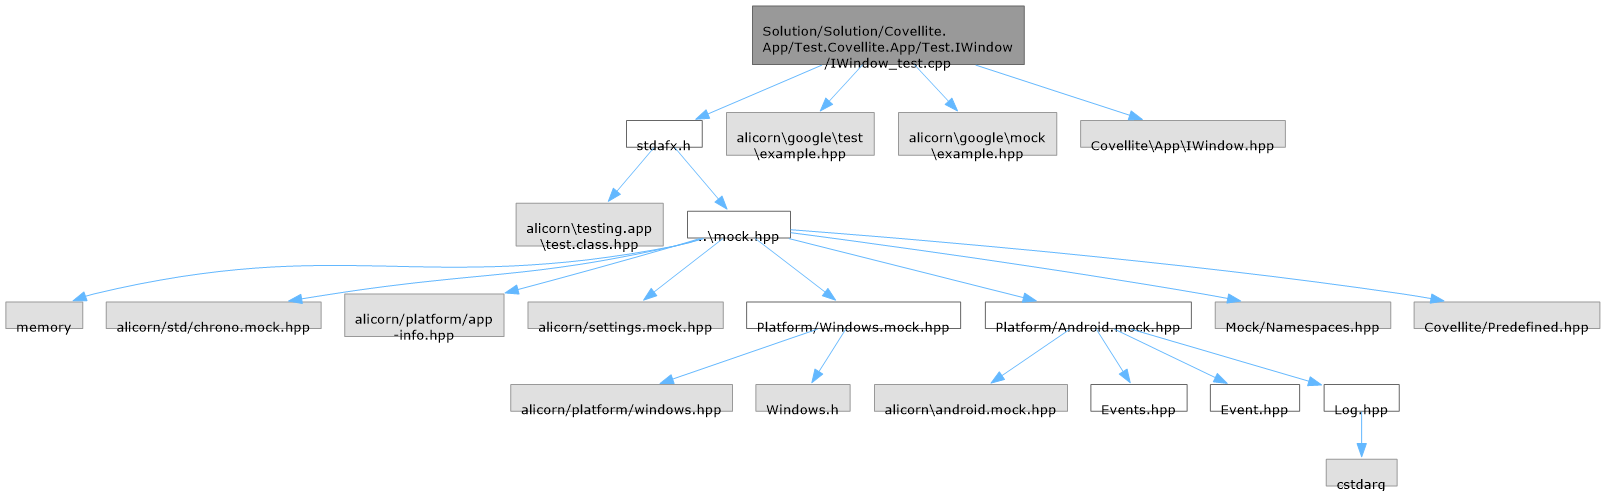 Solution/Solution/Covellite.
App/Test.Covellite.App/Test.IWindow
/IWindow_test.cpp
stdafx.h
alicorn\google\test
\example.hpp
alicorn\google\mock
\example.hpp
Covellite\App\IWindow.hpp
alicorn\testing.app
\test.class.hpp
..\mock.hpp
memory
alicorn/std/chrono.mock.hpp
alicorn/platform/app
-info.hpp
alicorn/settings.mock.hpp
Platform/Windows.mock.hpp
Platform/Android.mock.hpp
Mock/Namespaces.hpp
Covellite/Predefined.hpp
alicorn/platform/windows.hpp
Windows.h
alicorn\android.mock.hpp
Events.hpp
Event.hpp
Log.hpp
cstdarg